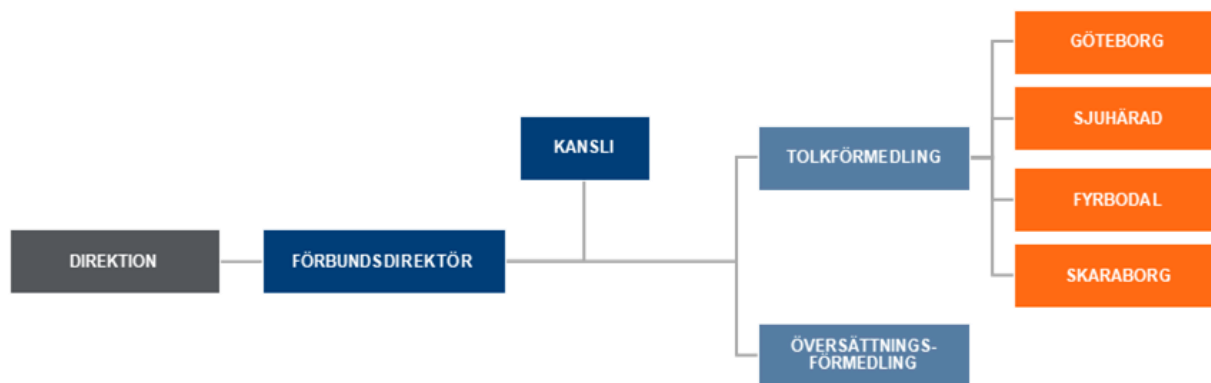 DIREKTION
FÖRBUNDSDIREKTÖR
KANSLI
TOLKFÖRMEDLING
ÖVERSÄTTNINGS-
FÖRMEDLING
GÖTEBORG
SJUHÄRAD
FYRBODAL
SKARABORG